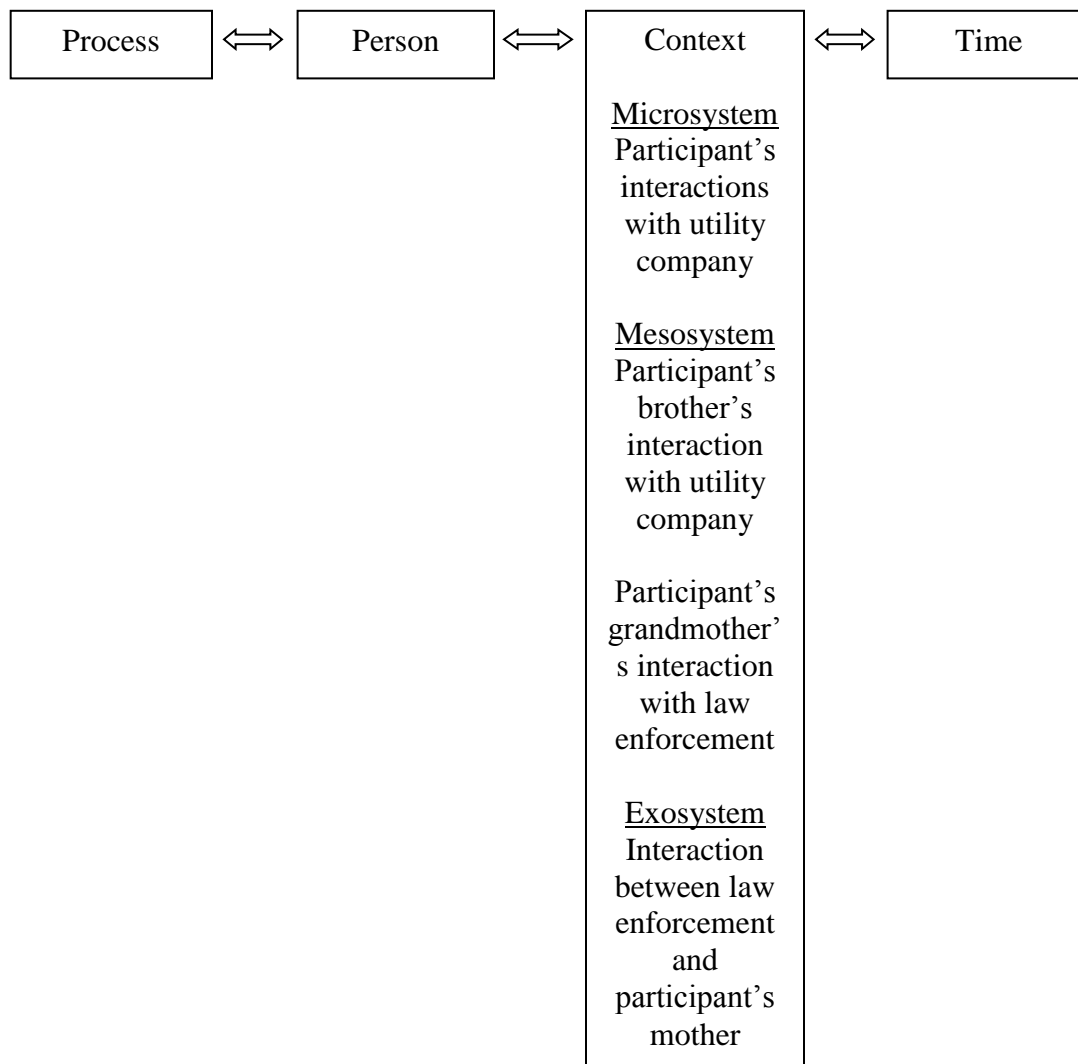 Process
Person
Context
Time
Microsystem
Participant’s
interactions
with utility
company
Mesosystem
Participant’s
brother’s
interaction
with utility
company
Participant’s
grandmother’
s interaction
with law
enforcement
Exosystem
Interaction
between law
enforcement
and
participant’s
mother